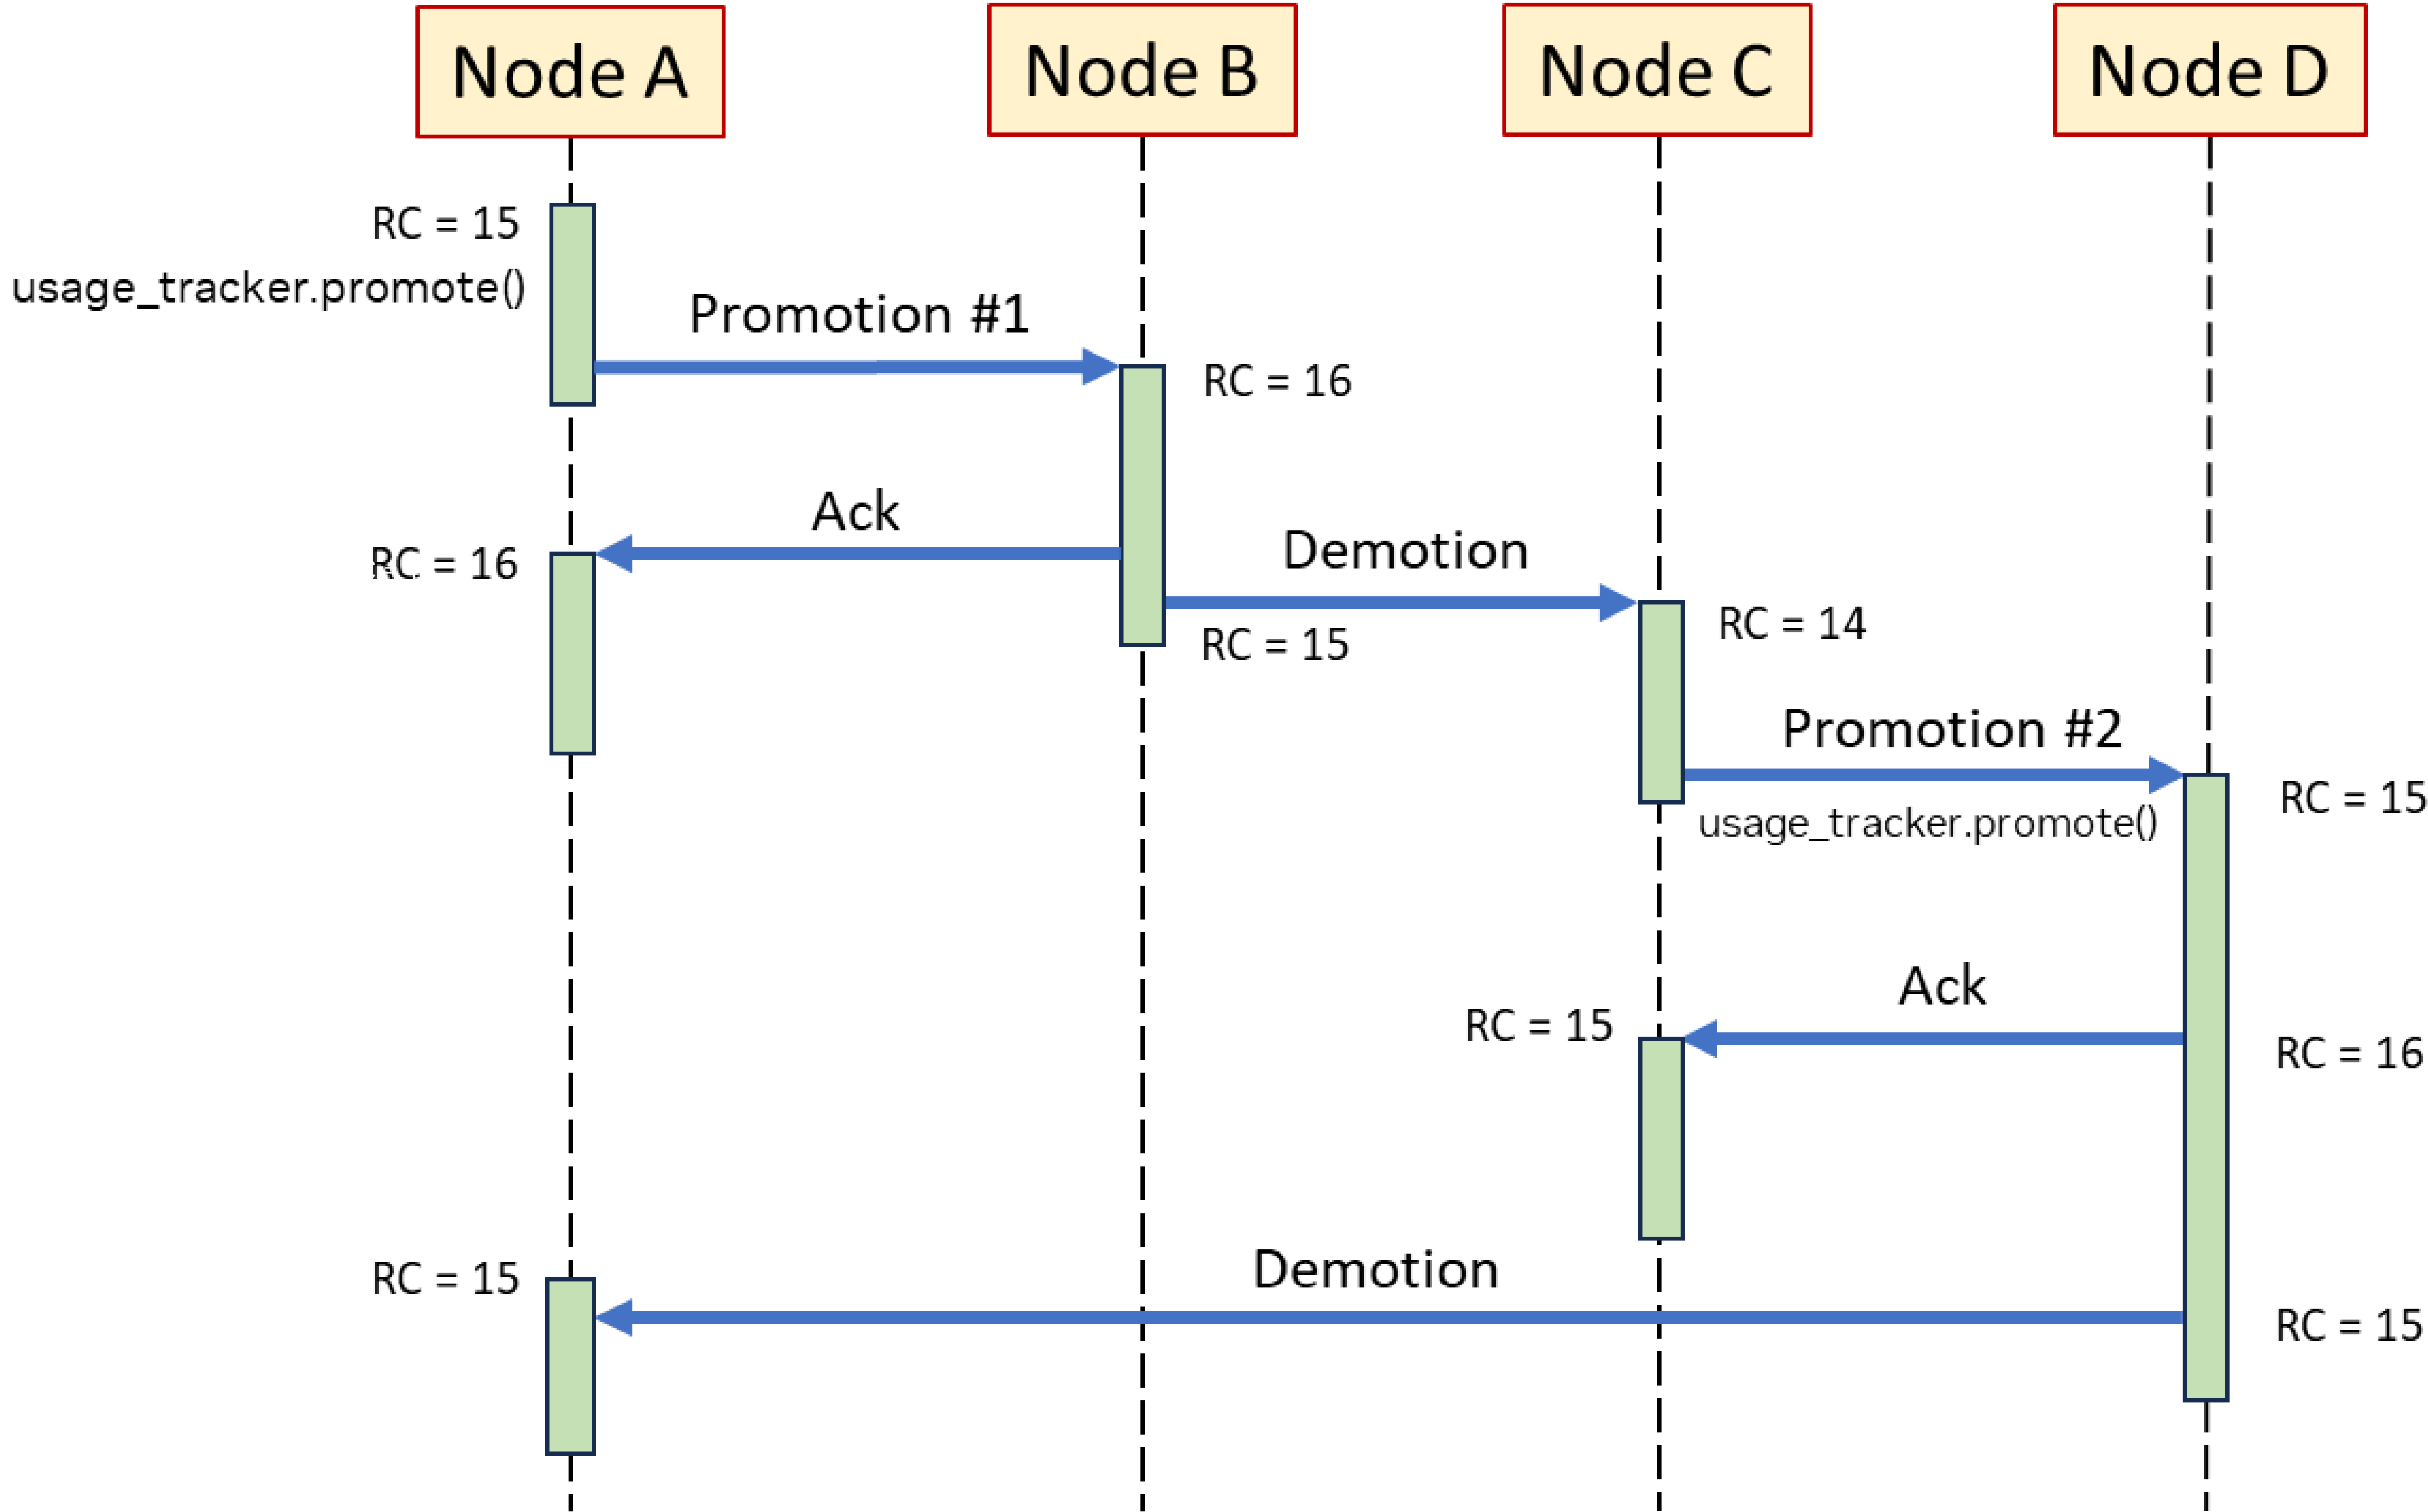 Node A
Node B
Node C
Node D
RC = 15
usage_tracker.promote()
Promotion #1
RC = 16
Ack
RC = 16
Demotion
RC = 15
RC = 14
Promotion #2
RC = 15
usage_tracker.promote()
Ack
RC = 15
RC = 16
Demotion
RC = 15
RC = 15